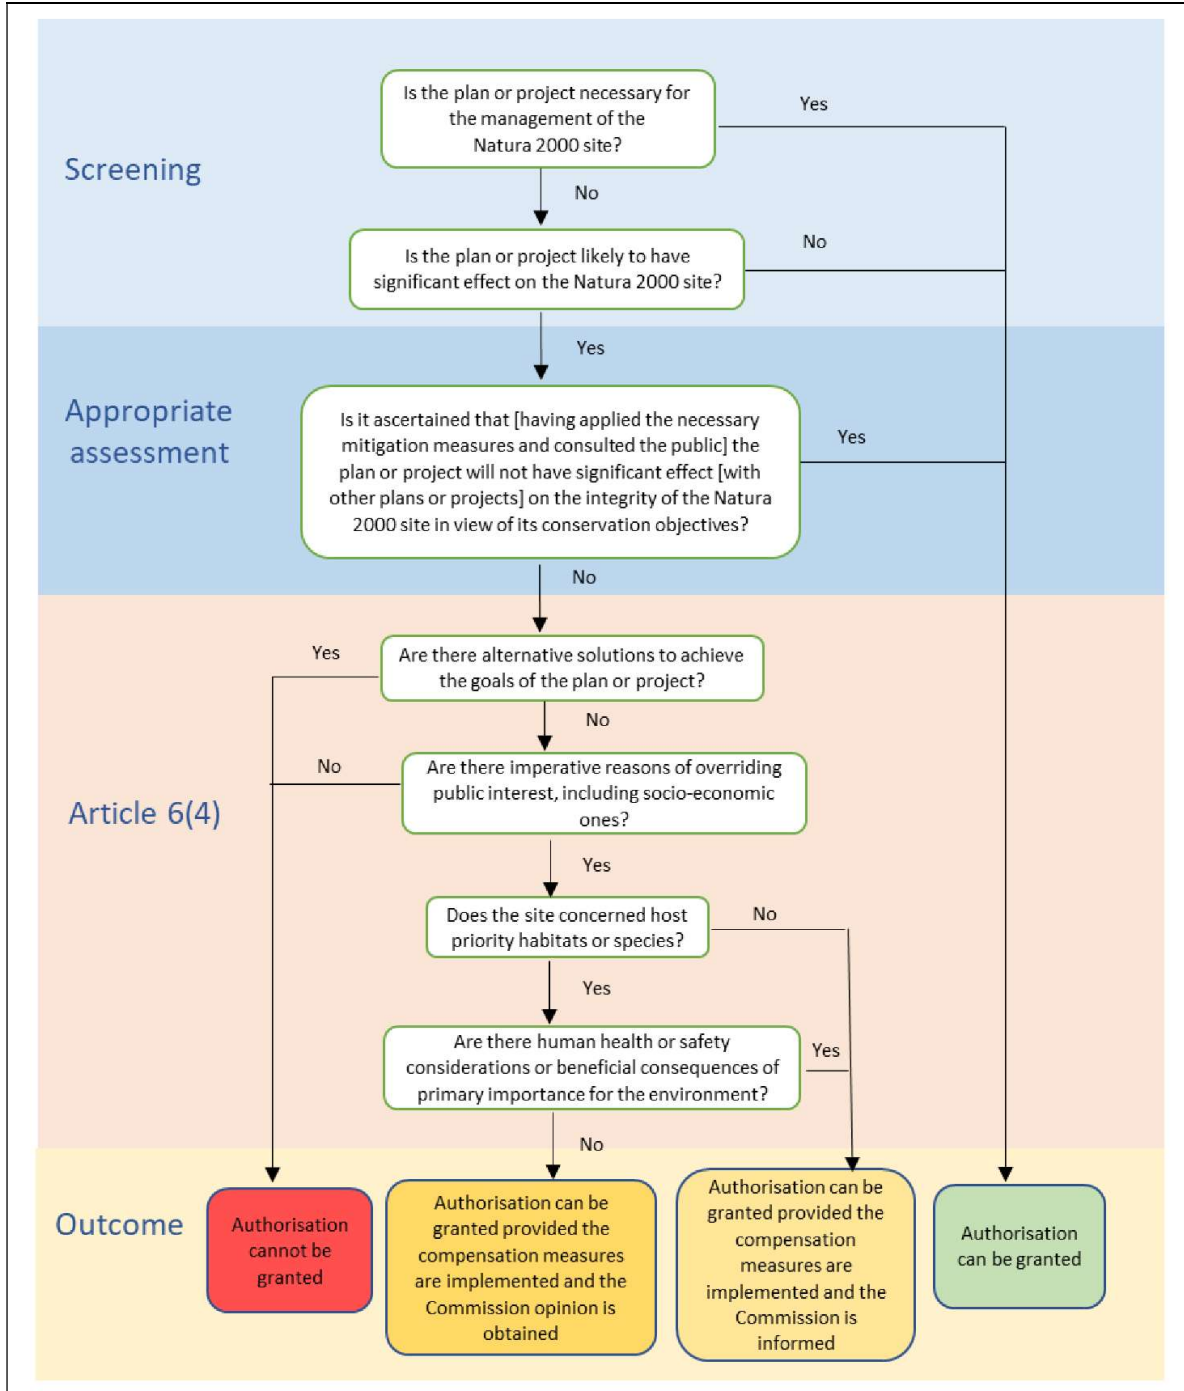 Screening
Is the plan or project necessary for
the management of the
Natura 2000 site?
Yes
No
Is the plan or project likely to have
significant effect on the Natura 2000 site?
No
Yes
Appropriate
assessment
Is it ascertained that [having applied the necessary
mitigation measures and consulted the public] the
plan or project will not have significant effect [with
other plans or projects] on the integrity of the Natura
2000 site in view of its conservation objectives?
Yes
No
Article 6(4)
Are there alternative solutions to achieve
the goals of the plan or project?
Yes
No
Are there imperative reasons of overriding
public interest, including socio-economic
ones?
No
Yes
Does the site concerned host
priority habitats or species?
No
Yes
Are there human health or safety
considerations or beneficial consequences of
primary importance for the environment?
Yes
No
Outcome
Authorisation
cannot be
granted
Authorisation can be
granted provided the
compensation measures
are implemented and the
Commission opinion is
obtained
Authorisation can be
granted provided the
compensation
measures are
implemented and the
Commission is
informed
Authorisation
can be granted